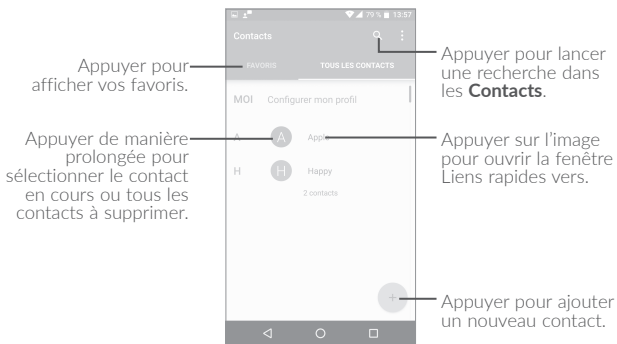 79 % 13:57
Contacts
FAVORIS TOUS LES CONTACTS
MOI Configurer mon profil
A A Apple
H H Happy
2 contacts
+
Appuyer pour
afficher vos favoris.
Appuyer de manière
prolongée pour
sélectionner le contact
en cours ou tous les
contacts à supprimer.
Appuyer pour lancer
une recherche dans
les Contacts.
Appuyer sur l'image
pour ouvrir la fenêtre
Liens rapides vers.
Appuyer pour ajouter
un nouveau contact.